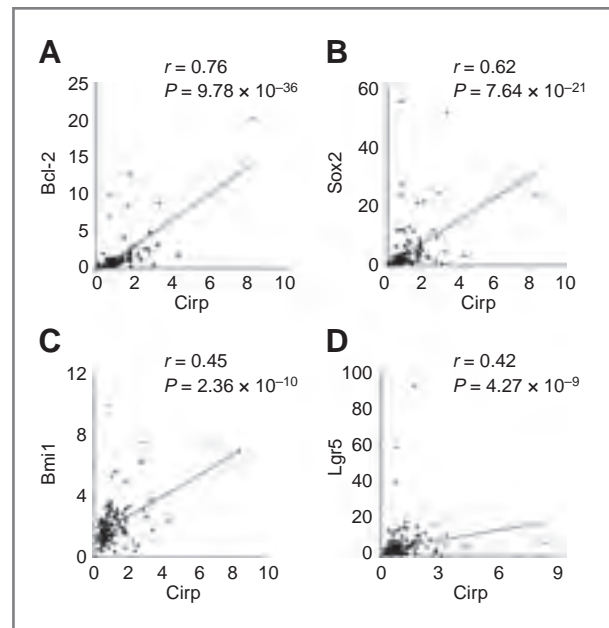 A
r = 0.76
P = 9.78 × 10⁻³⁶
Bcl-2
25
20
15
10
5
0
0 2 4 6 8 10
Cirp
B
r = 0.62
P = 7.64 × 10⁻²¹
Sox2
60
40
20
0
0 2 4 6 8 10
Cirp
C
r = 0.45
P = 2.36 × 10⁻¹⁰
Bmi1
12
8
4
0
0 2 4 6 8 10
Cirp
D
r = 0.42
P = 4.27 × 10⁻⁹
Lgr5
100
80
60
40
20
0
0 3 6 9
Cirp